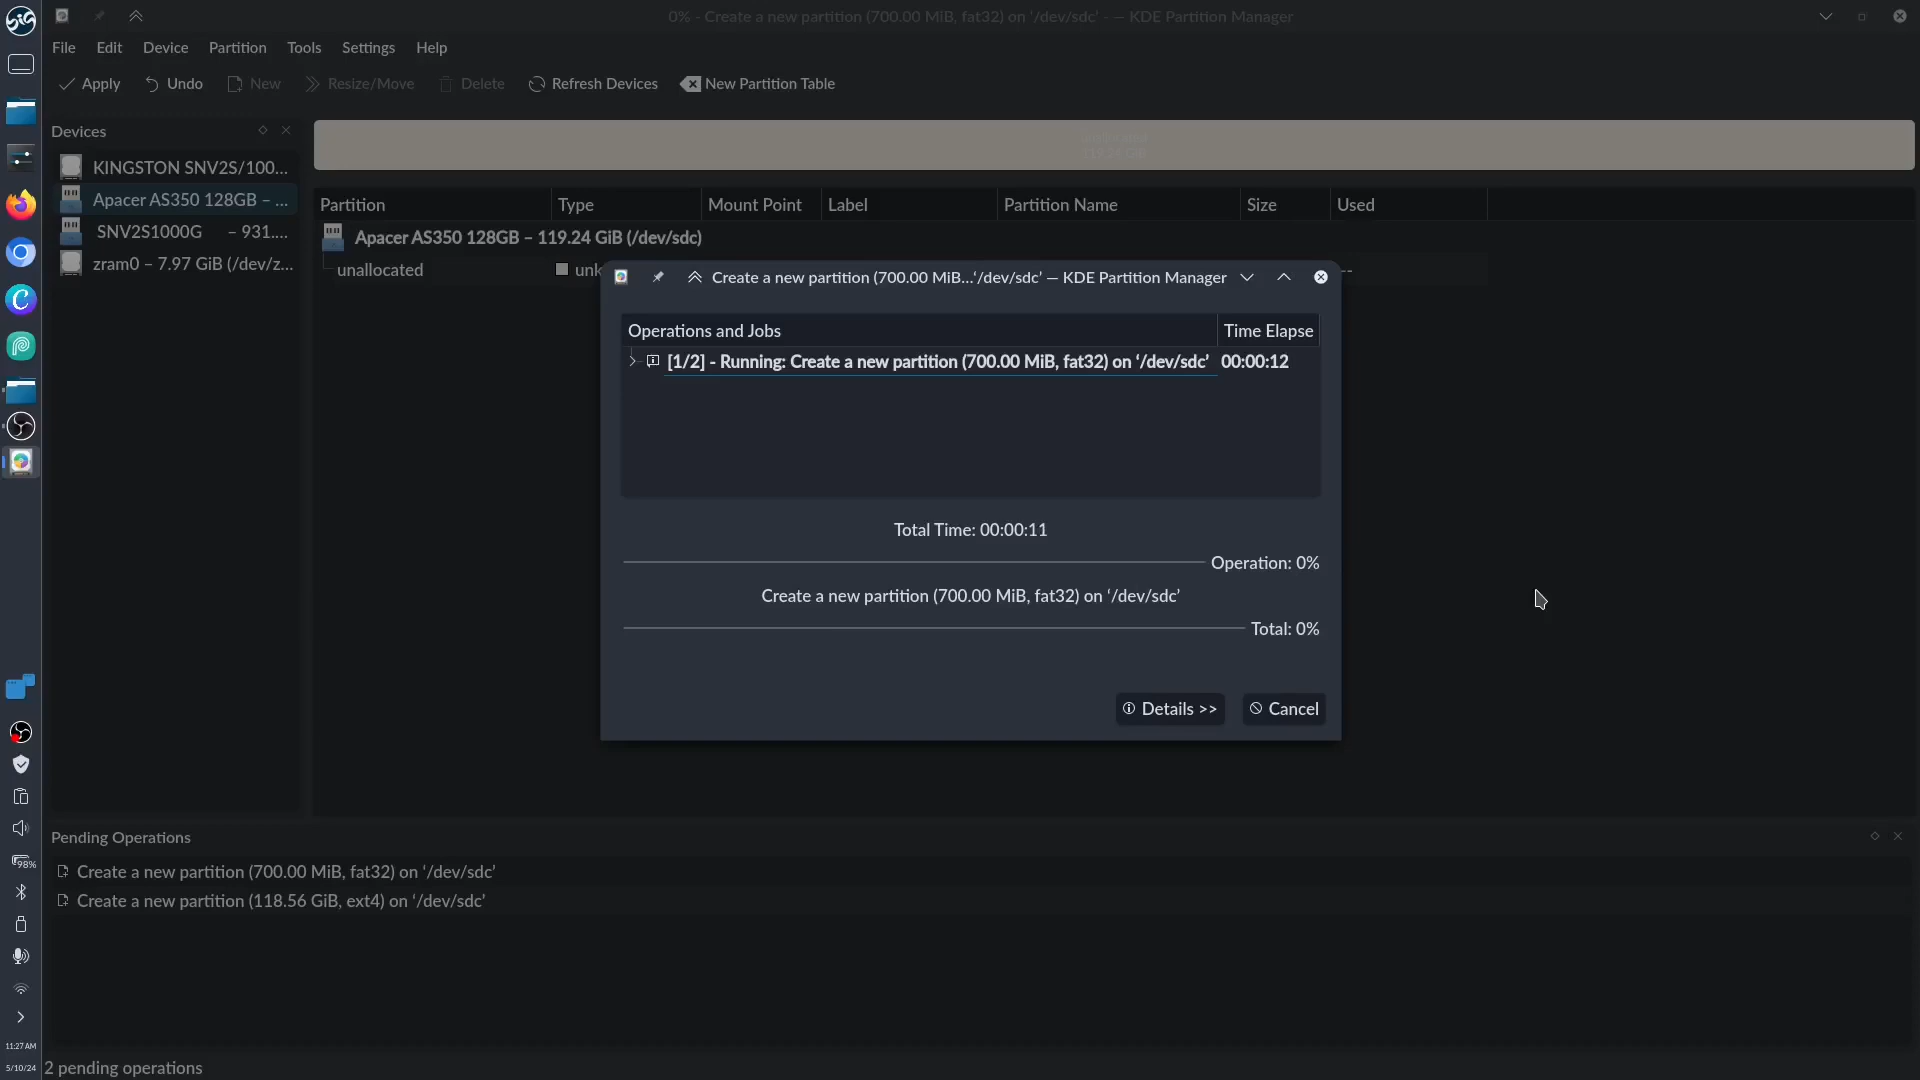 0% - Create a new partition (700.00 MiB, fat32) on ‘/dev/sdc’ - — KDE Partition Manager
File Edit Device Partition Tools Settings Help
Apply Undo New Resize/Move Delete Refresh Devices New Partition Table
Devices
KINGSTON SNV2S/100...
Apacer AS350 128GB – ...
SNV2S1000G – 931....
zram0 – 7.97 GiB (/dev/z...
Partition Type Mount Point Label Partition Name Size Used
Apacer AS350 128GB – 119.24 GiB (/dev/sdc)
unallocated --
Create a new partition (700.00 MiB...‘/dev/sdc’ — KDE Partition Manager
Operations and Jobs Time Elapse
[1/2] - Running: Create a new partition (700.00 MiB, fat32) on ‘/dev/sdc’ 00:00:12
Total Time: 00:00:11
Operation: 0%
Create a new partition (700.00 MiB, fat32) on ‘/dev/sdc’
Total: 0%
Details >> Cancel
Pending Operations
Create a new partition (700.00 MiB, fat32) on ‘/dev/sdc’
Create a new partition (118.56 GiB, ext4) on ‘/dev/sdc’
2 pending operations
98%
11:27 AM
5/10/24